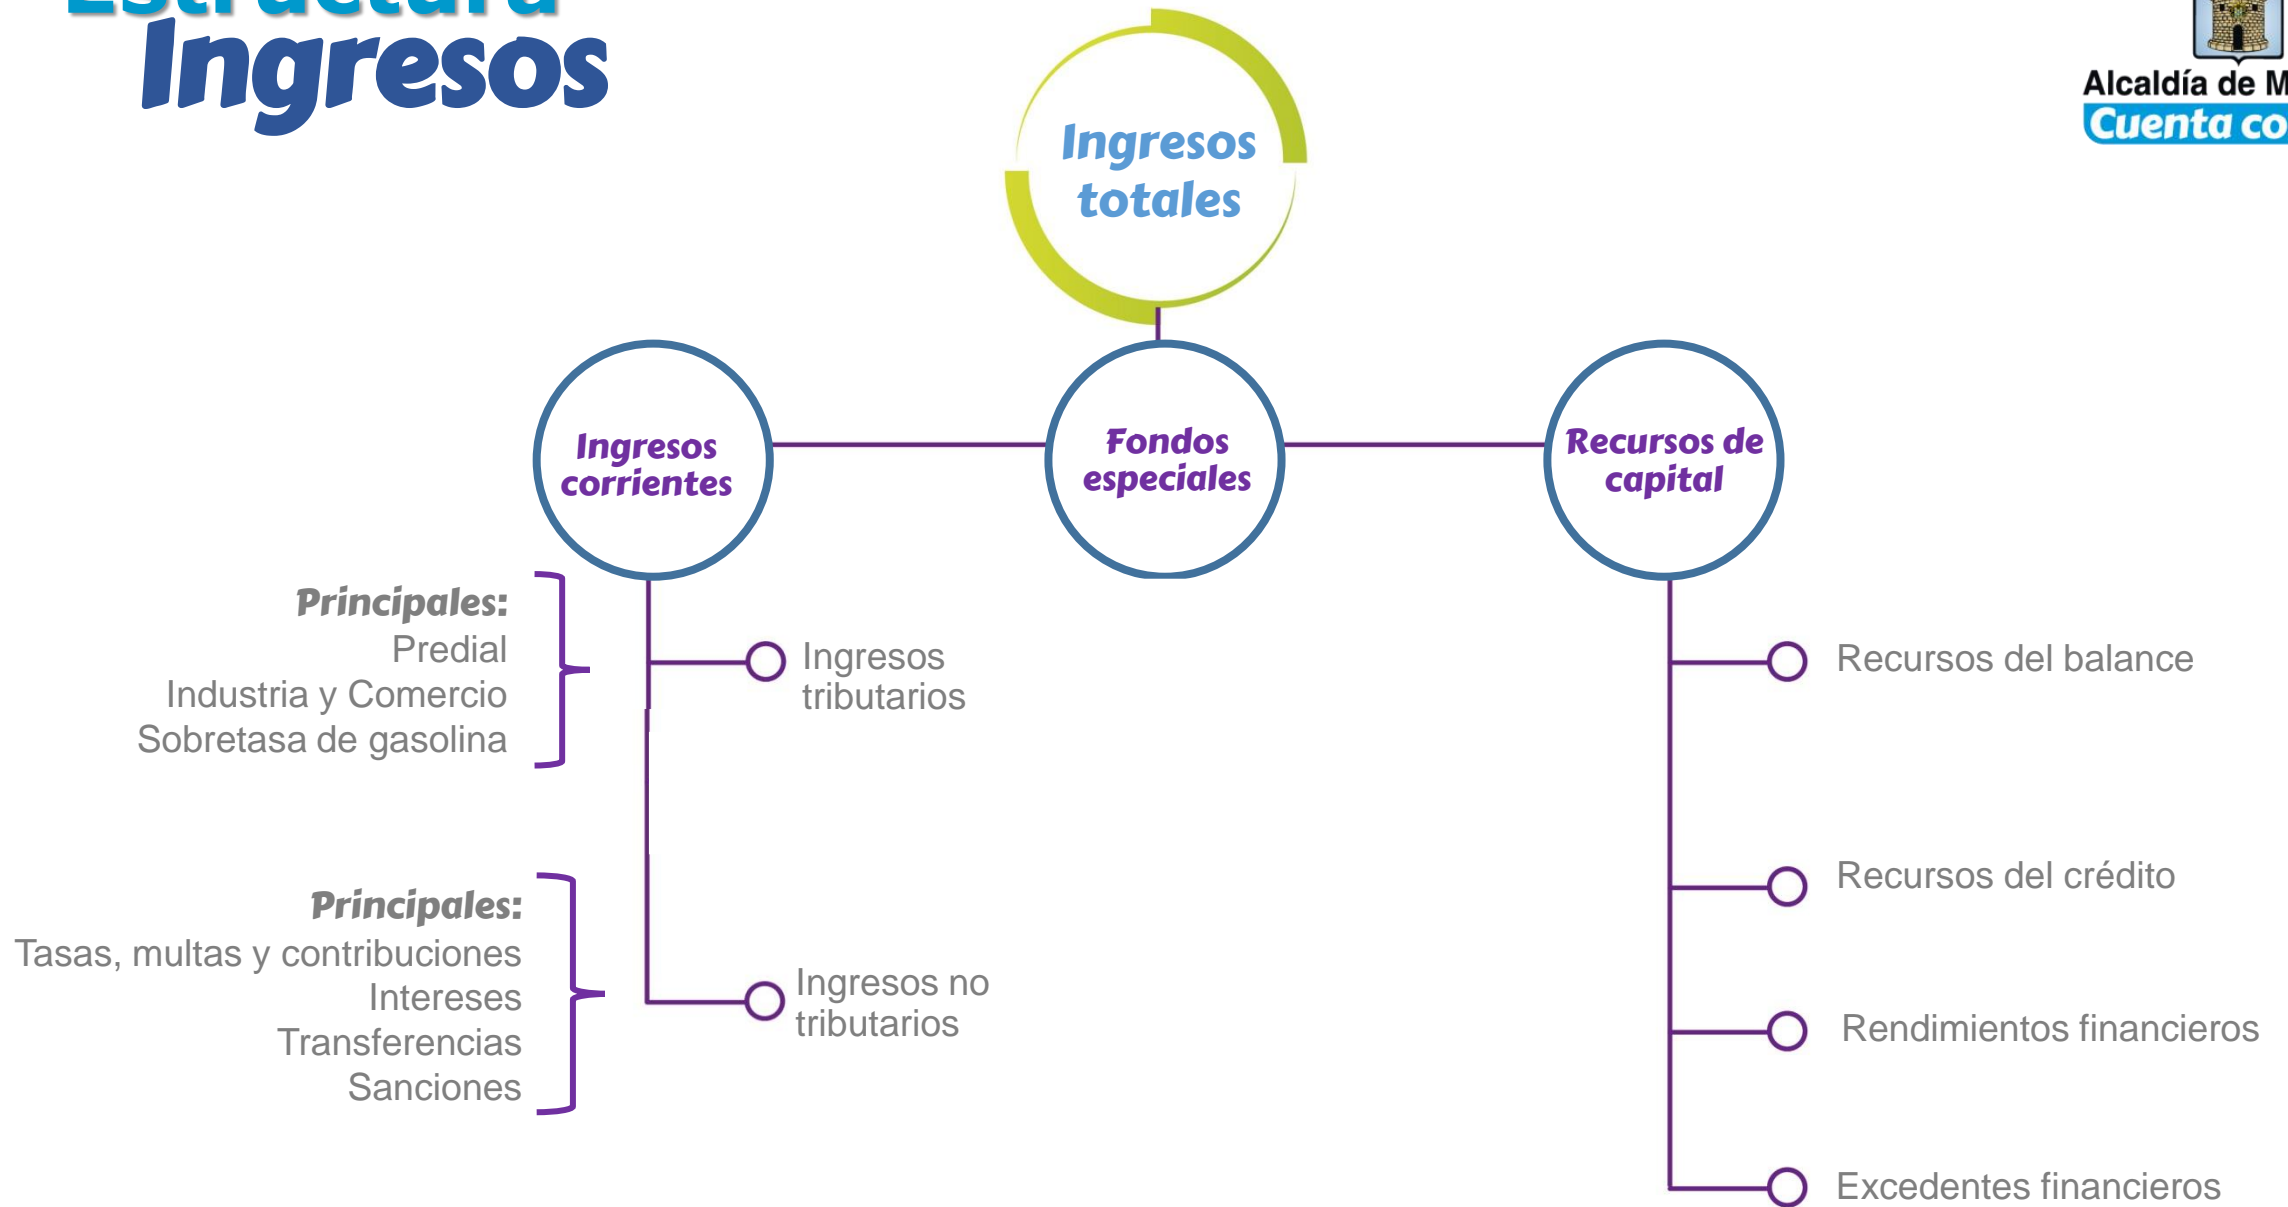 Estructura
Ingresos
Alcaldía de
Cuenta
Ingresos
totales
Ingresos
corrientes
Fondos
especiales
Recursos de
capital
Principales:
Predial
Industria y Comercio
Sobretasa de gasolina
Ingresos
tributarios
Principales:
Tasas, multas y contribuciones
Intereses
Transferencias
Sanciones
Ingresos no
tributarios
Recursos del balance
Recursos del crédito
Rendimientos financieros
Excedentes financieros